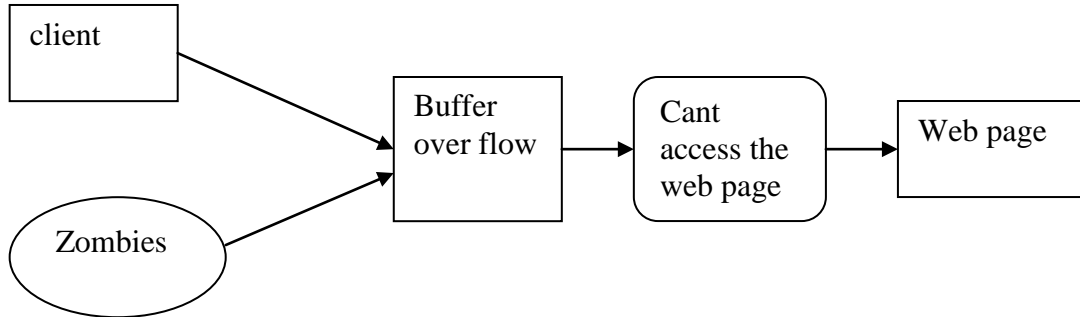 client
Buffer
over flow
Cant
access the
web page
Web page
Zombies